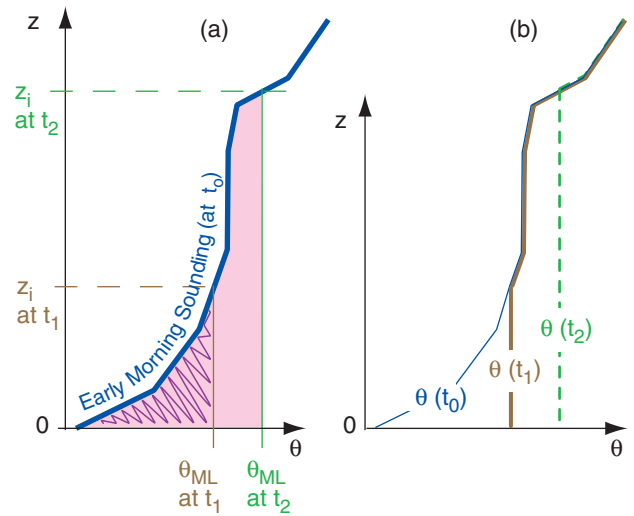 z
(a)
(b)
z_i
at t_2
z
Early Morning Sounding (at t_o)
z_i
at t_1
θ (t_2)
θ (t_1)
θ (t_0)
0
0
θ
θ
θ_ML
at t_1
θ_ML
at t_2